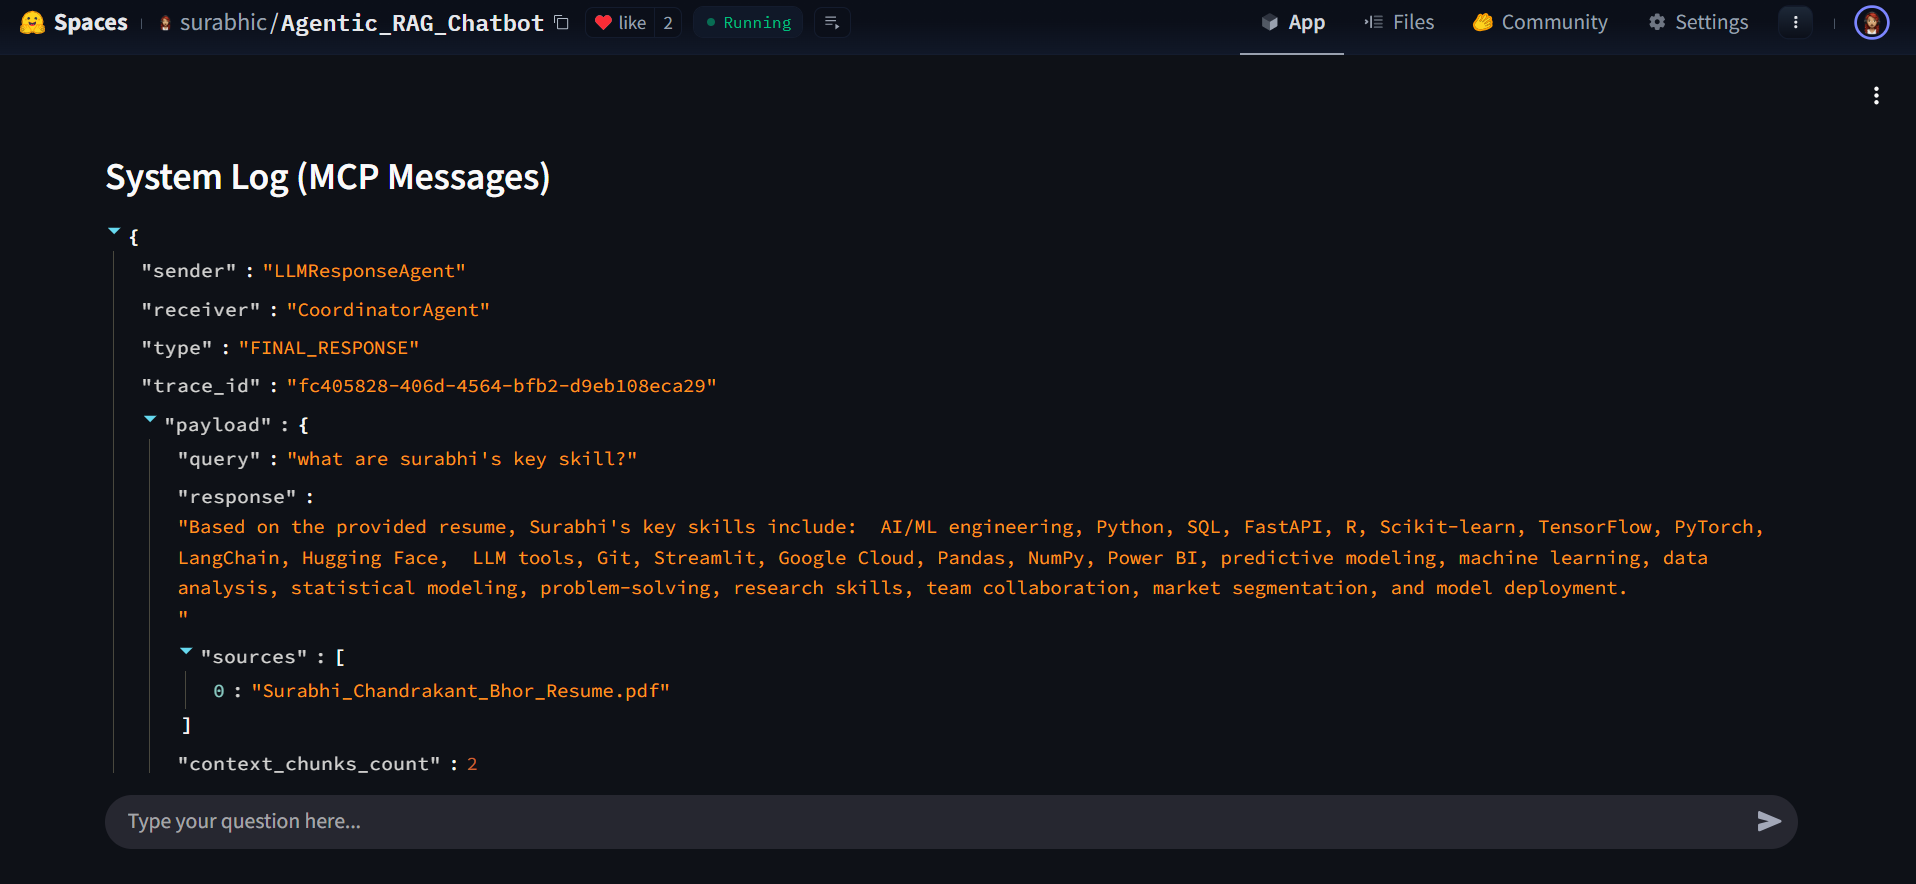 Spaces surabhic/Agentic_RAG_Chatbot like 2 Running App Files Community Settings
System Log (MCP Messages)
{
"sender" : "LLMResponseAgent"
"receiver" : "CoordinatorAgent"
"type" : "FINAL_RESPONSE"
"trace_id" : "fc405828-406d-4564-bfb2-d9eb108eca29"
"payload" : {
"query" : "what are surabhi's key skill?"
"response" :
"Based on the provided resume, Surabhi's key skills include:  AI/ML engineering, Python, SQL, FastAPI, R, Scikit-learn, TensorFlow, PyTorch,
LangChain, Hugging Face,  LLM tools, Git, Streamlit, Google Cloud, Pandas, NumPy, Power BI, predictive modeling, machine learning, data
analysis, statistical modeling, problem-solving, research skills, team collaboration, market segmentation, and model deployment.
"
"sources" : [
0 : "Surabhi_Chandrakant_Bhor_Resume.pdf"
]
"context_chunks_count" : 2
Type your question here...